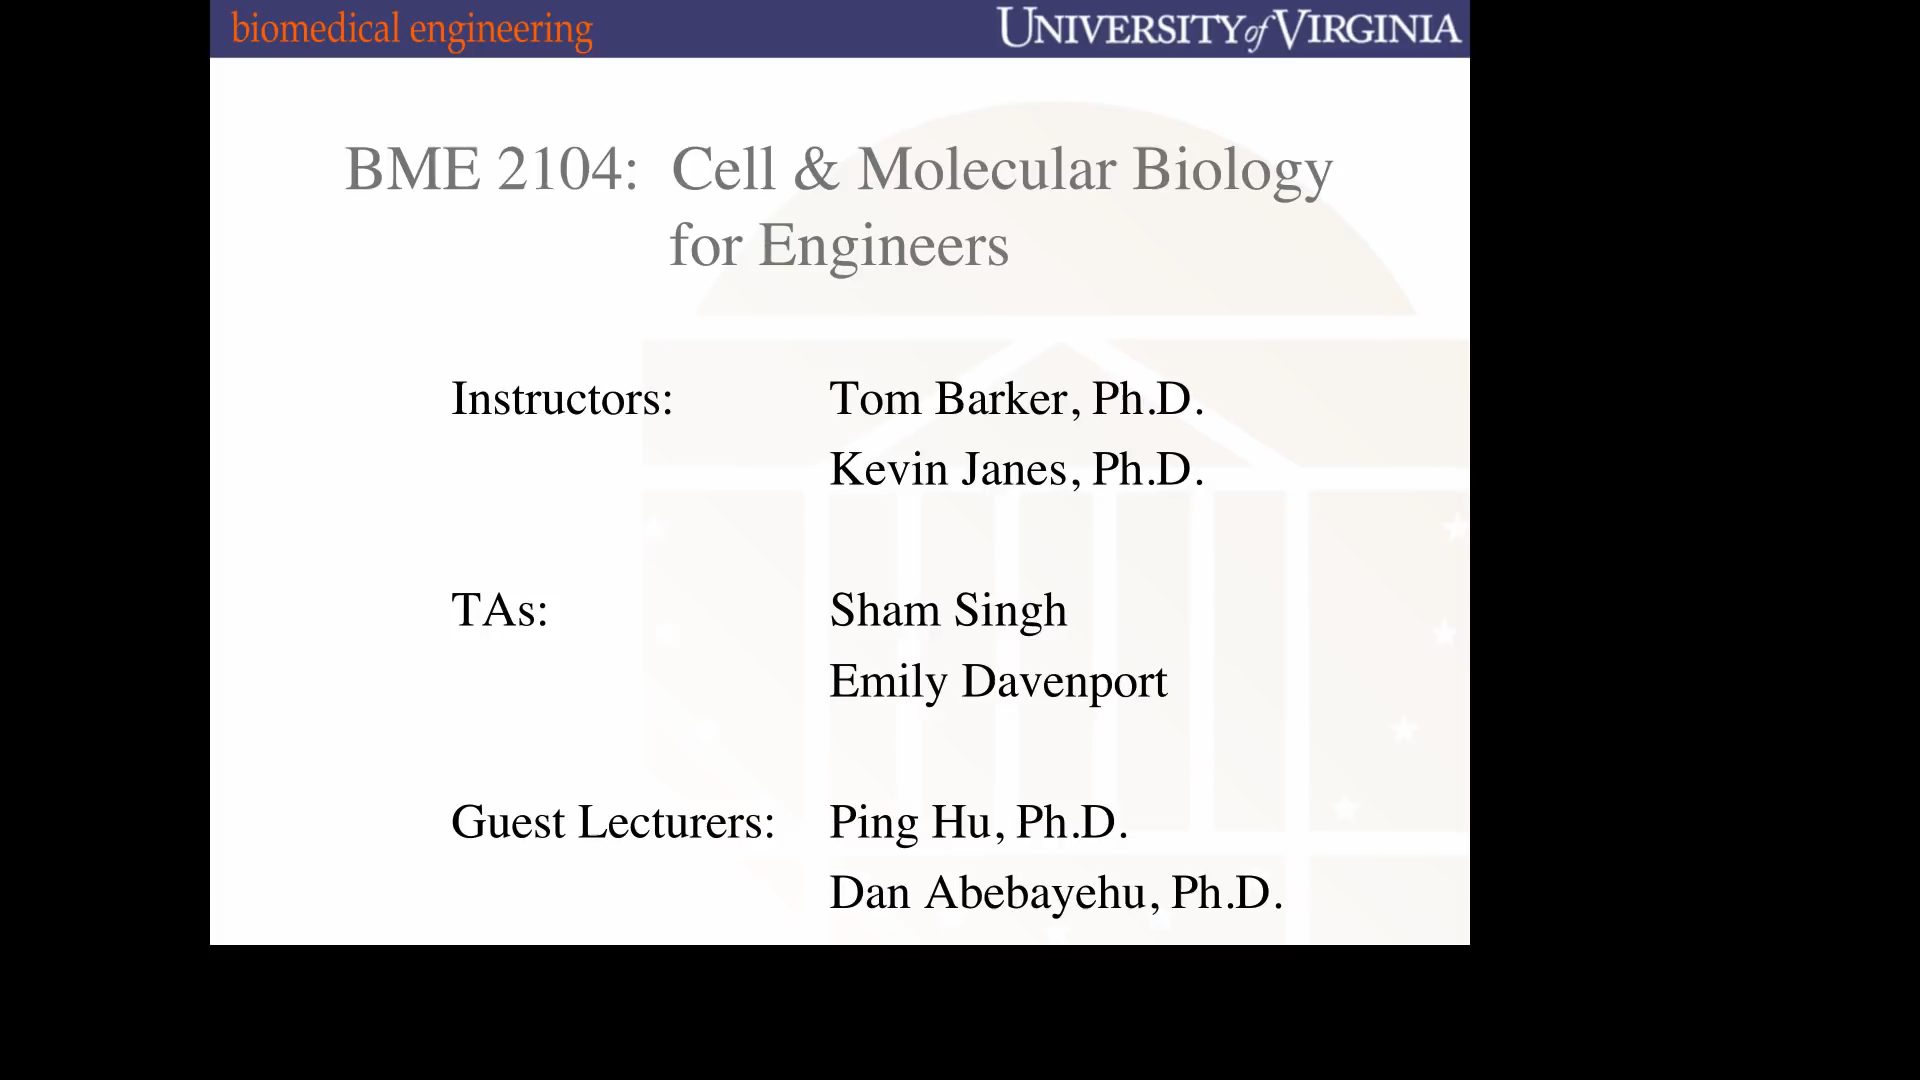 biomedical engineering
UNIVERSITY of VIRGINIA
BME 2104: Cell & Molecular Biology
for Engineers
Instructors: Tom Barker, Ph.D.
Kevin Janes, Ph.D.
TAs: Sham Singh
Emily Davenport
Guest Lecturers: Ping Hu, Ph.D.
Dan Abebayehu, Ph.D.